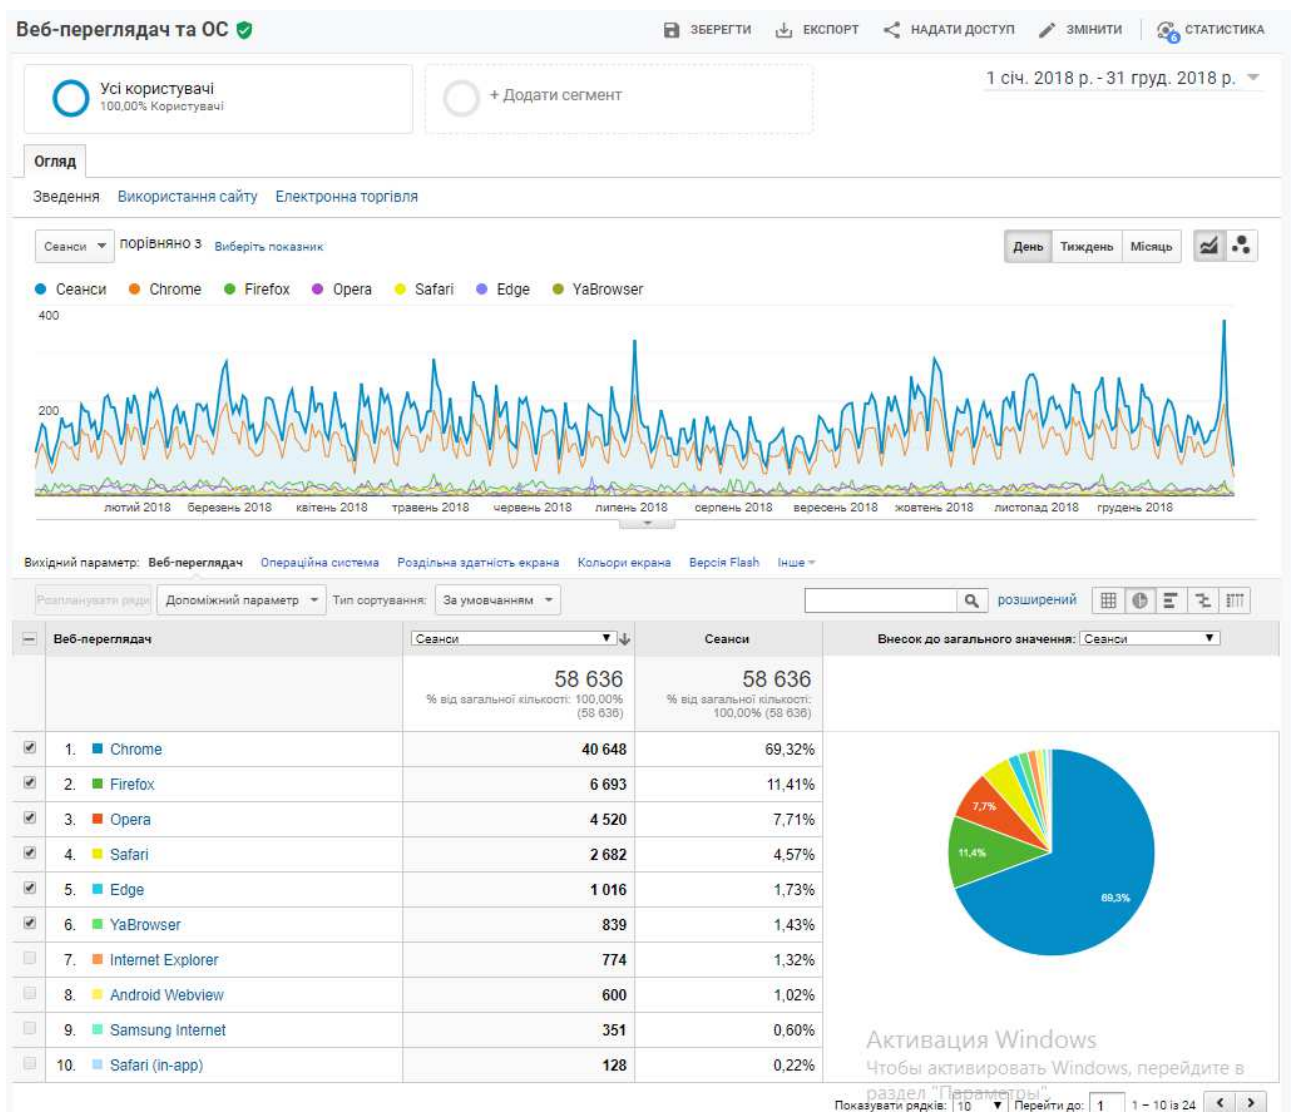 Веб-переглядач та ОС
ЗБЕРЕГТИ ЕКСПОРТ НАДАТИ ДОСТУП ЗМІНИТИ 6 СТАТИСТИКА
Усі користувачі
100,00% Користувачі
+ Додати сегмент
1 січ. 2018 р. - 31 груд. 2018 р.
Огляд
Зведення Використання сайту Електронна торгівля
Сеанси порівняно з Виберіть показник
День Тиждень Місяць
Сеанси Chrome Firefox Opera Safari Edge YaBrowser
400
200
лютий 2018 березень 2018 квітень 2018 травень 2018 червень 2018 липень 2018 серпень 2018 вересень 2018 жовтень 2018 листопад 2018 грудень 2018
Вихідний параметр: Веб-переглядач Операційна система Роздільна здатність екрана Кольори екрана Версія Flash Інше
Розпланувати ряди Допоміжний параметр Тип сортування: За умовчанням розширений
Веб-переглядач Сеанси Сеанси Внесок до загального значення: Сеанси
58 636 58 636
% від загальної кількості: 100,00% (58 636) % від загальної кількості: 100,00% (58 636)
1. Chrome 40 648 69,32%
2. Firefox 6 693 11,41%
3. Opera 4 520 7,71%
4. Safari 2 682 4,57%
5. Edge 1 016 1,73%
6. YaBrowser 839 1,43%
7. Internet Explorer 774 1,32%
8. Android Webview 600 1,02%
9. Samsung Internet 351 0,60%
10. Safari (in-app) 128 0,22%
7,7%
11,4%
69,3%
Активация Windows
Чтобы активировать Windows, перейдите в
раздел "Параметры".
Показувати рядків: 10 Перейти до: 1 1 – 10 із 24